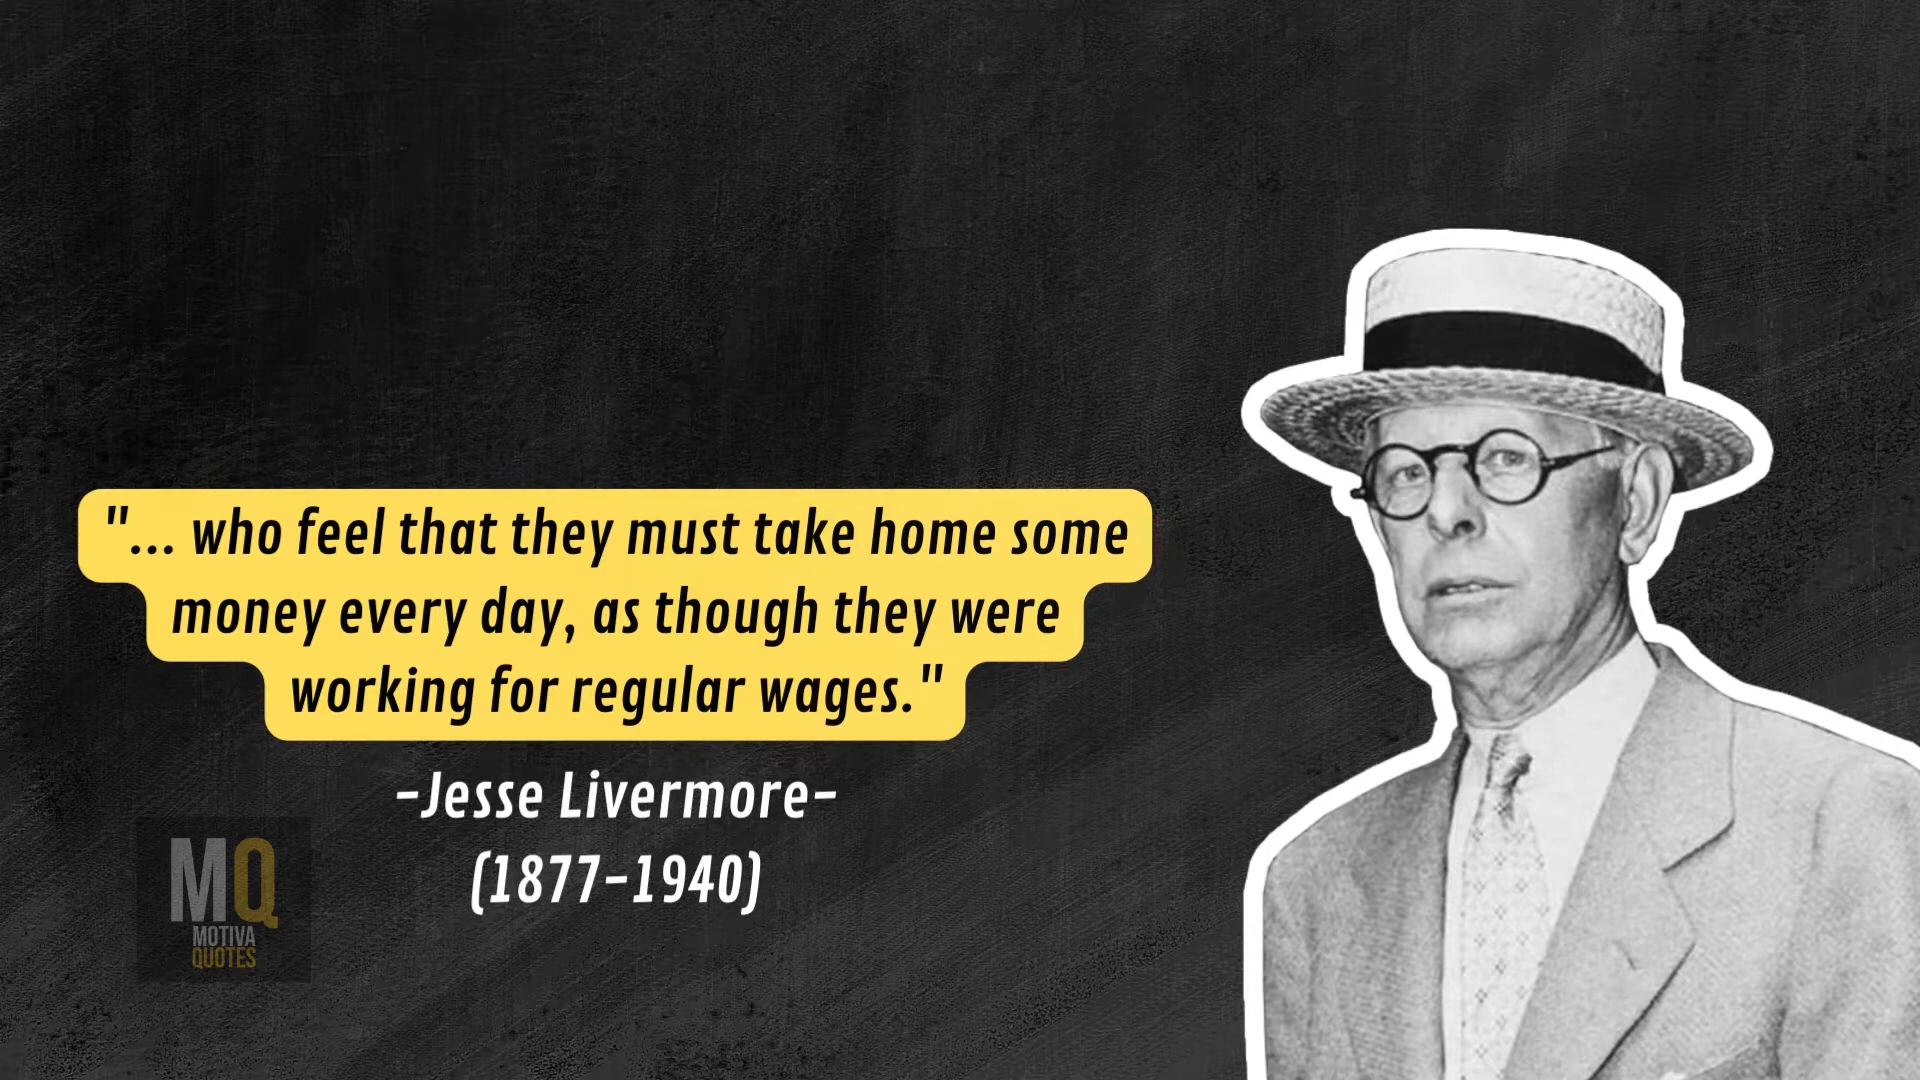 "... who feel that they must take home some
money every day, as though they were
working for regular wages."
-Jesse Livermore-
(1877-1940)
MQ
MOTIVA
QUOTES